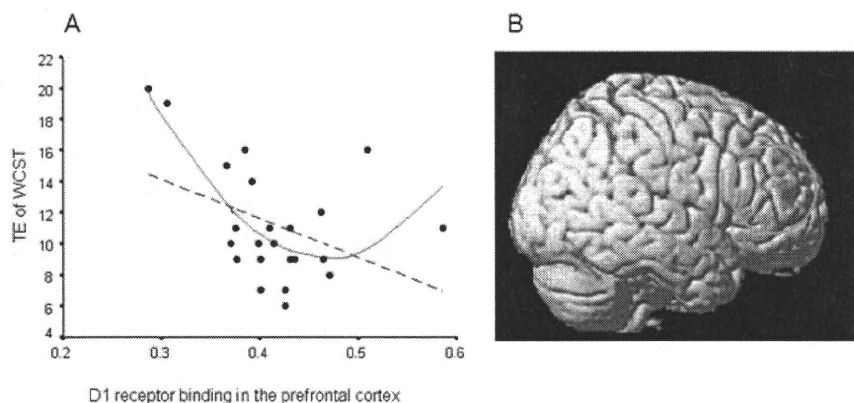 A
B
TE of WCST
22
20
18
16
14
12
10
8
6
4
0.2 0.3 0.4 0.5 0.6
D1 receptor binding in the prefrontal cortex